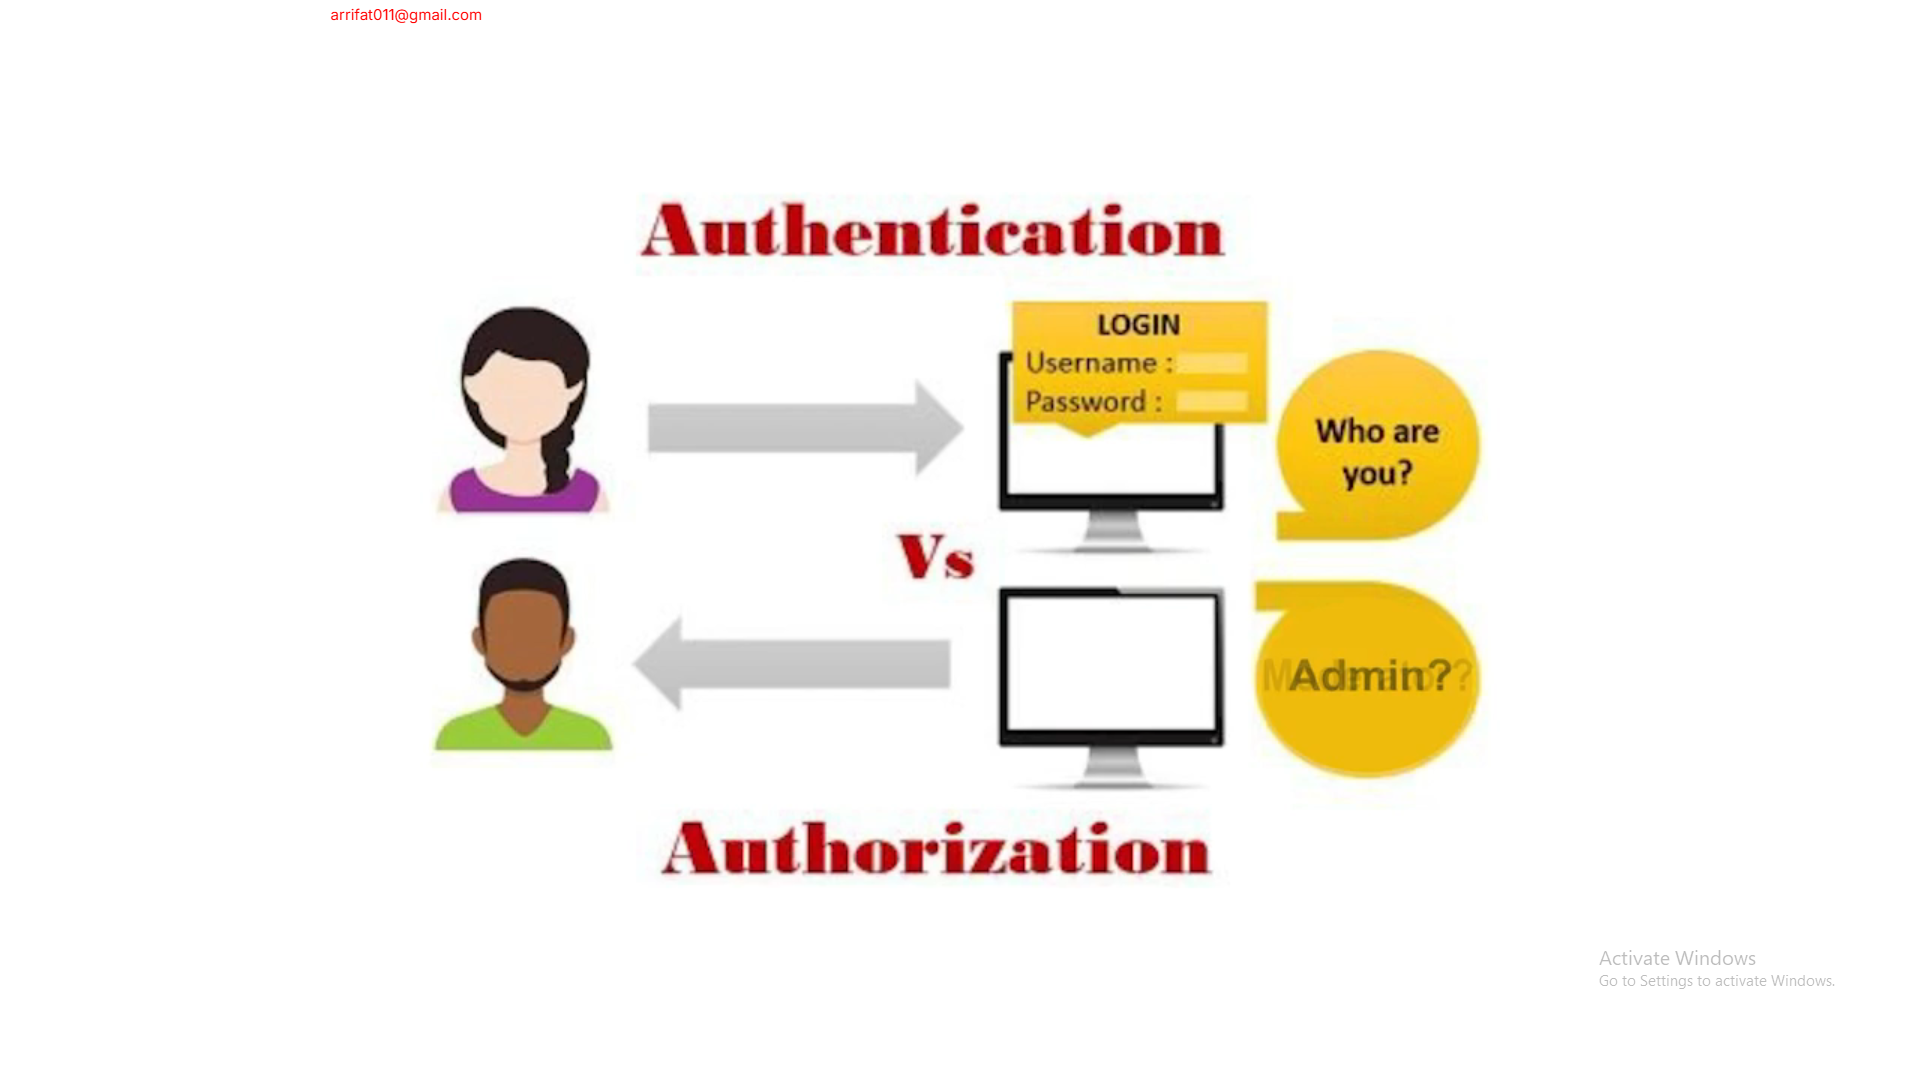 arrifat011@gmail.com
Authentication
LOGIN
Username :
Password :
Who are
you?
Vs
Admin??
Authorization
Activate Windows
Go to Settings to activate Windows.